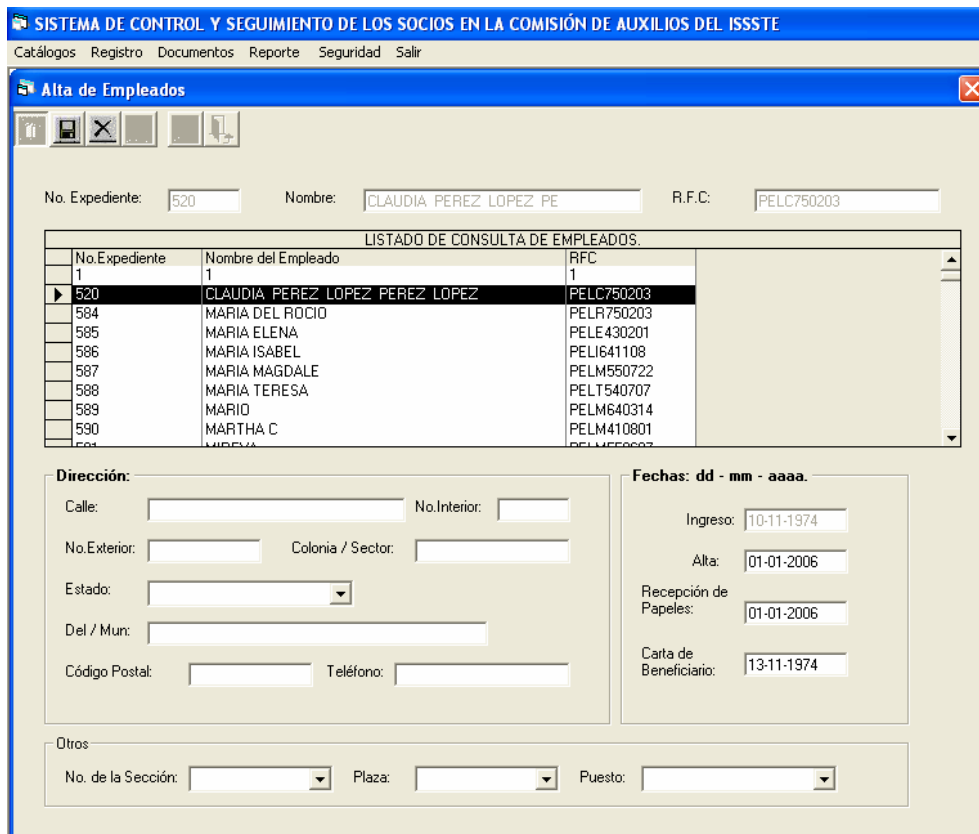 SISTEMA DE CONTROL Y SEGUIMIENTO DE LOS SOCIOS EN LA COMISIÓN DE AUXILIOS DEL ISSSTE
Catálogos Registro Documentos Reporte Seguridad Salir
Alta de Empleados
No. Expediente: 520 Nombre: CLAUDIA PEREZ LOPEZ PE R.F.C: PELC750203
LISTADO DE CONSULTA DE EMPLEADOS.
No.Expediente Nombre del Empleado RFC
1 1 1
520 CLAUDIA PEREZ LOPEZ PEREZ LOPEZ PELC750203
584 MARIA DEL ROCIO PELR750203
585 MARIA ELENA PELE430201
586 MARIA ISABEL PELI641108
587 MARIA MAGDALE PELM550722
588 MARIA TERESA PELT540707
589 MARIO PELM640314
590 MARTHA C PELM410801
Dirección:
Calle: No.Interior:
No.Exterior: Colonia / Sector:
Estado:
Del / Mun:
Código Postal: Teléfono:
Fechas: dd - mm - aaaa.
Ingreso: 10-11-1974
Alta: 01-01-2006
Recepción de
Papeles: 01-01-2006
Carta de
Beneficiario: 13-11-1974
Otros
No. de la Sección: Plaza: Puesto: